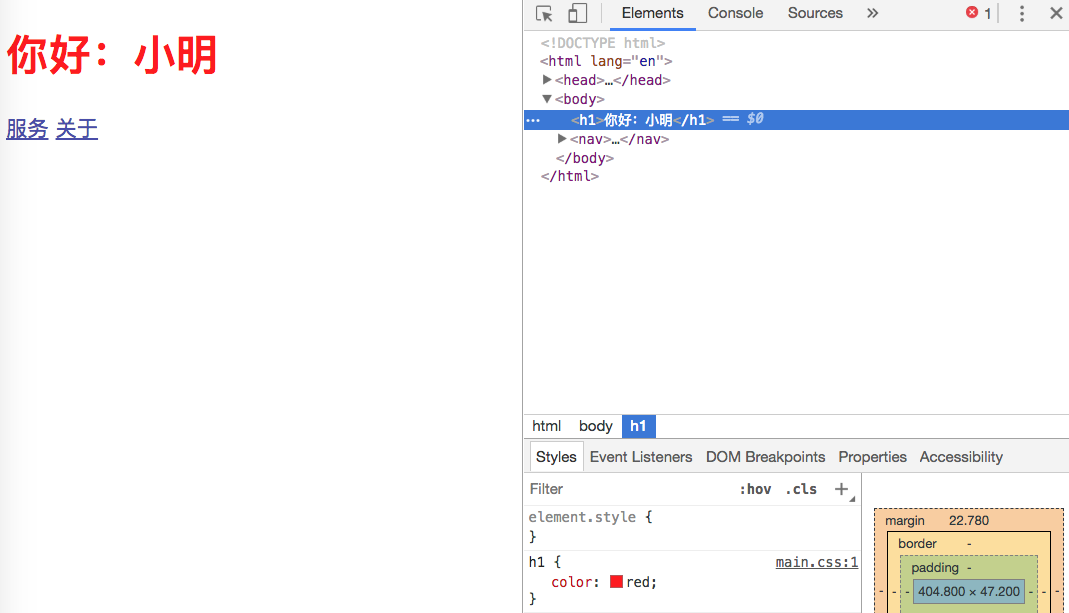 你好：小明
服务 关于
Elements Console Sources » 1
<!DOCTYPE html>
<html lang="en">
<head>…</head>
<body>
… <h1>你好：小明</h1> == $0
<nav>…</nav>
</body>
</html>
html body h1
Styles Event Listeners DOM Breakpoints Properties Accessibility
Filter :hov .cls +
element.style {
}
h1 { main.css:1
color: red;
}
margin 22.780
border -
padding -
- - - 404.800 × 47.200 - - -